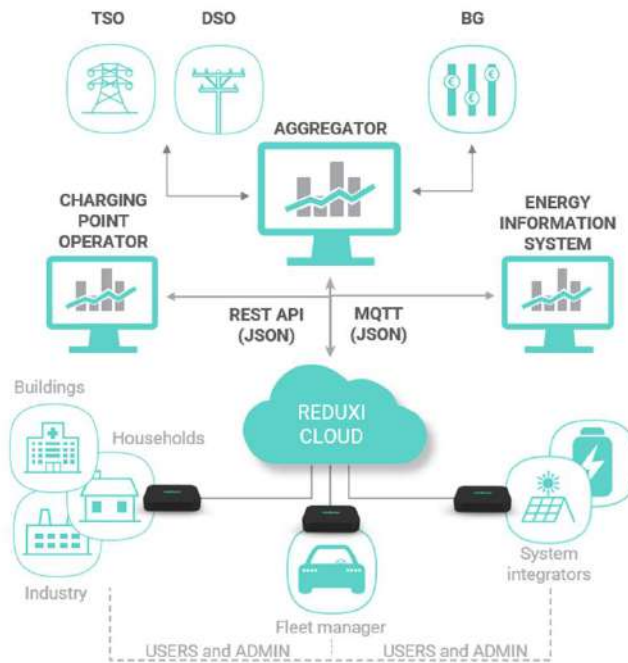 TSO
DSO
BG
AGGREGATOR
CHARGING
POINT
OPERATOR
ENERGY
INFORMATION
SYSTEM
REST API
(JSON)
MQTT
(JSON)
Buildings
REDUXI
CLOUD
Households
Industry
System
integrators
Fleet manager
USERS and ADMIN
USERS and ADMIN